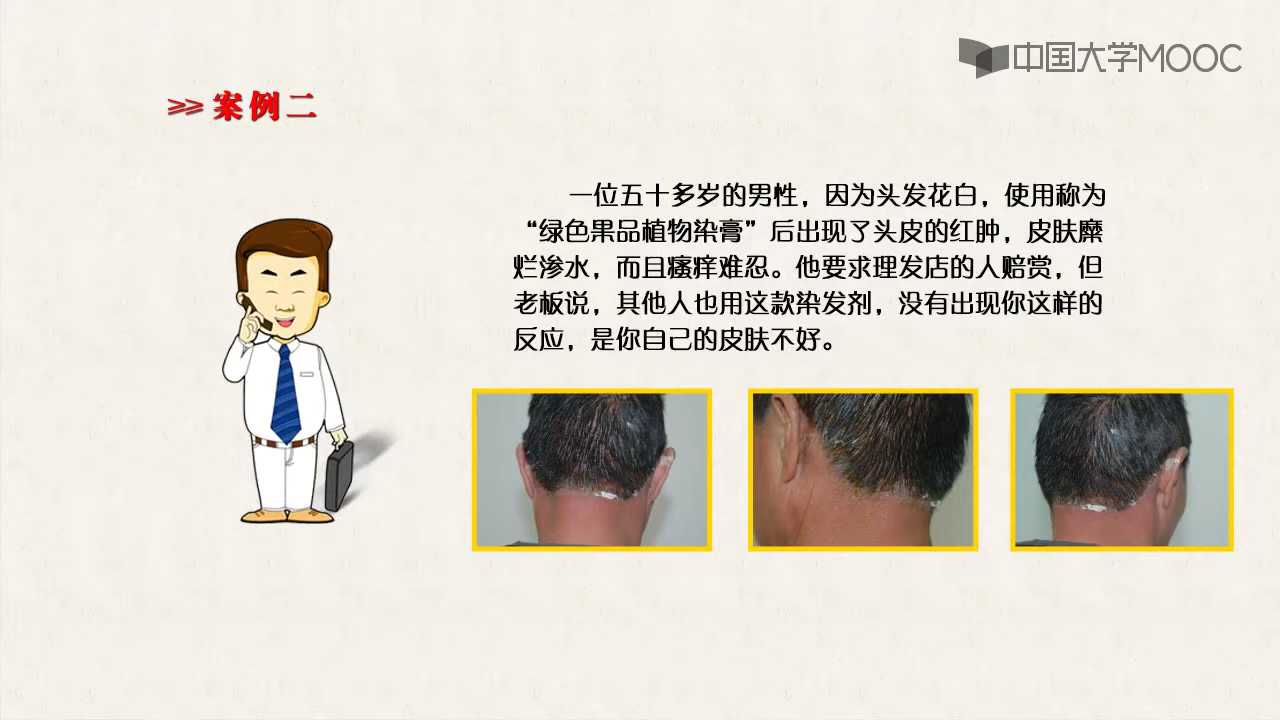 中国大学MOOC
>> 案例二
一位五十多岁的男性，因为头发花白，使用称为
“绿色果品植物染膏”后出现了头皮的红肿，皮肤糜
烂渗水，而且瘙痒难忍。他要求理发店的人赔赏，但
老板说，其他人也用这款染发剂，没有出现你这样的
反应，是你自己的皮肤不好。